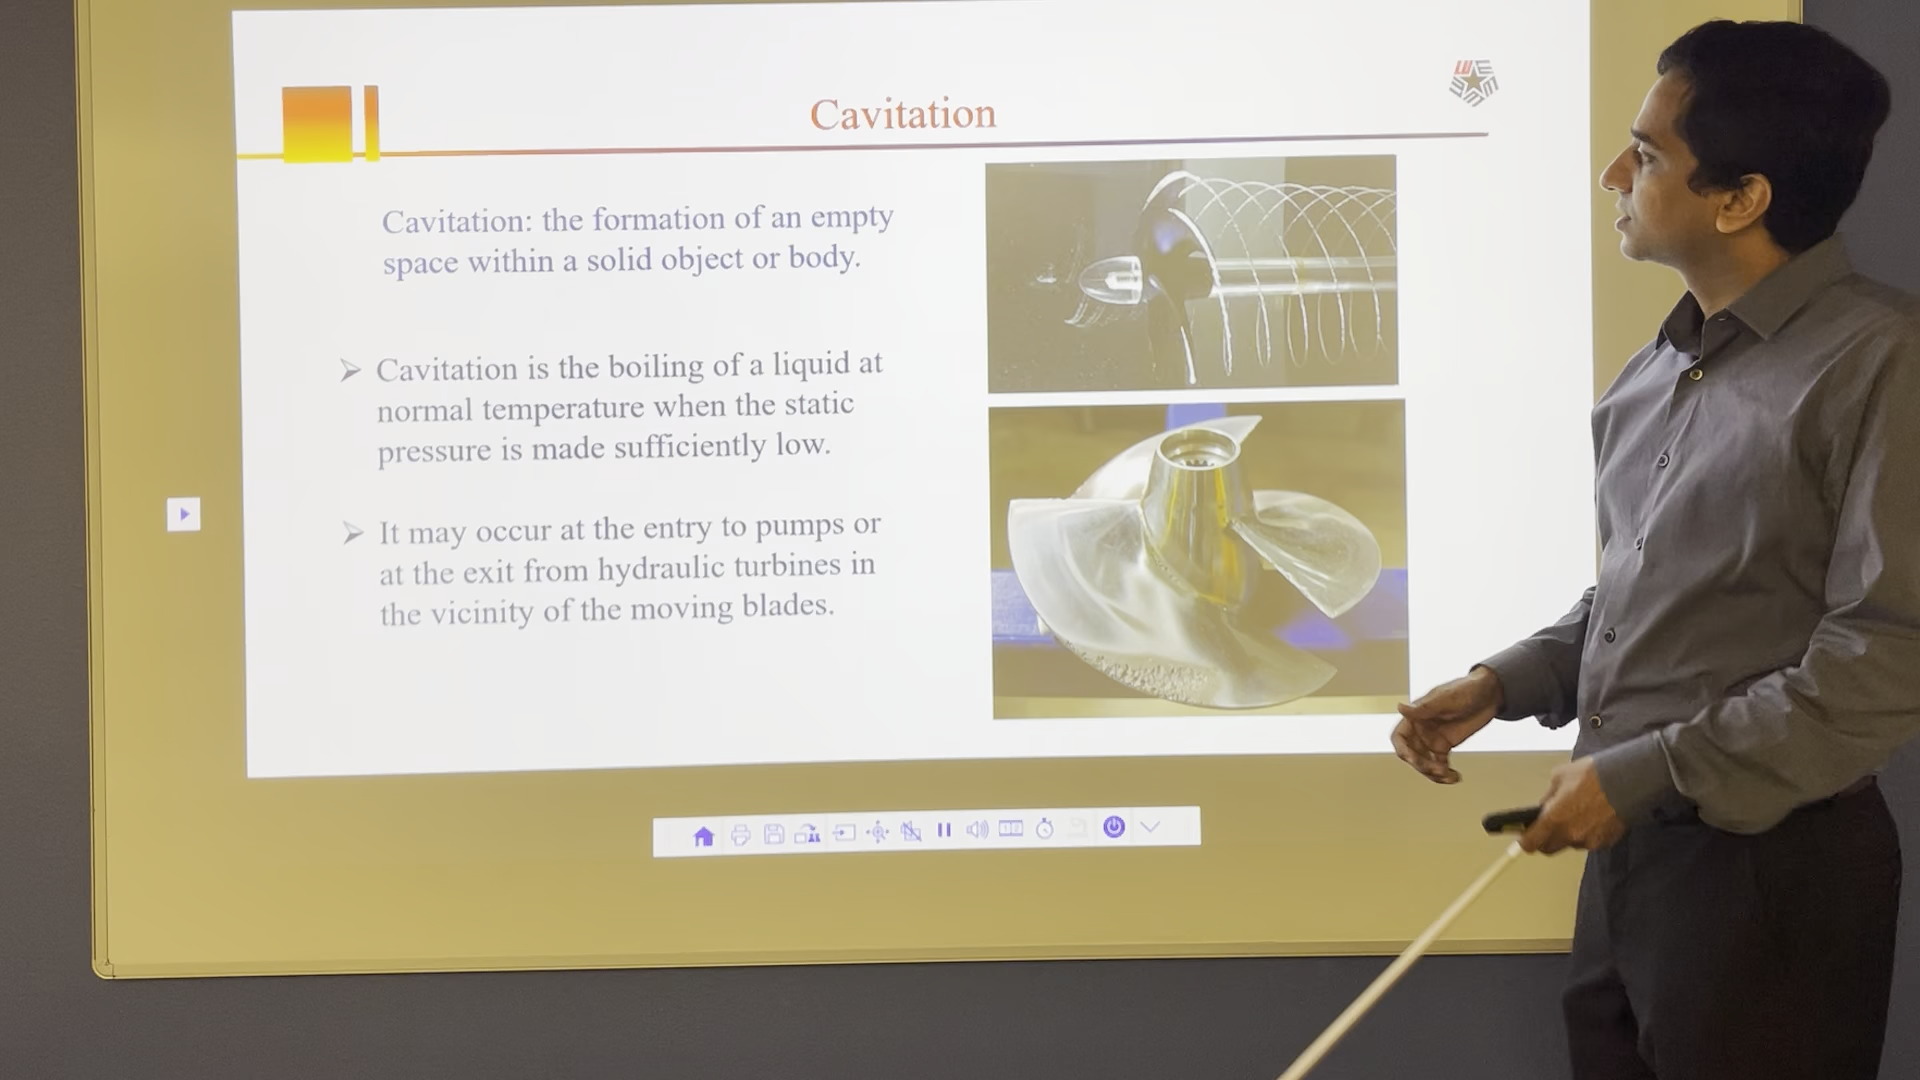 Cavitation
Cavitation: the formation of an empty
space within a solid object or body.
Cavitation is the boiling of a liquid at
normal temperature when the static
pressure is made sufficiently low.
It may occur at the entry to pumps or
at the exit from hydraulic turbines in
the vicinity of the moving blades.